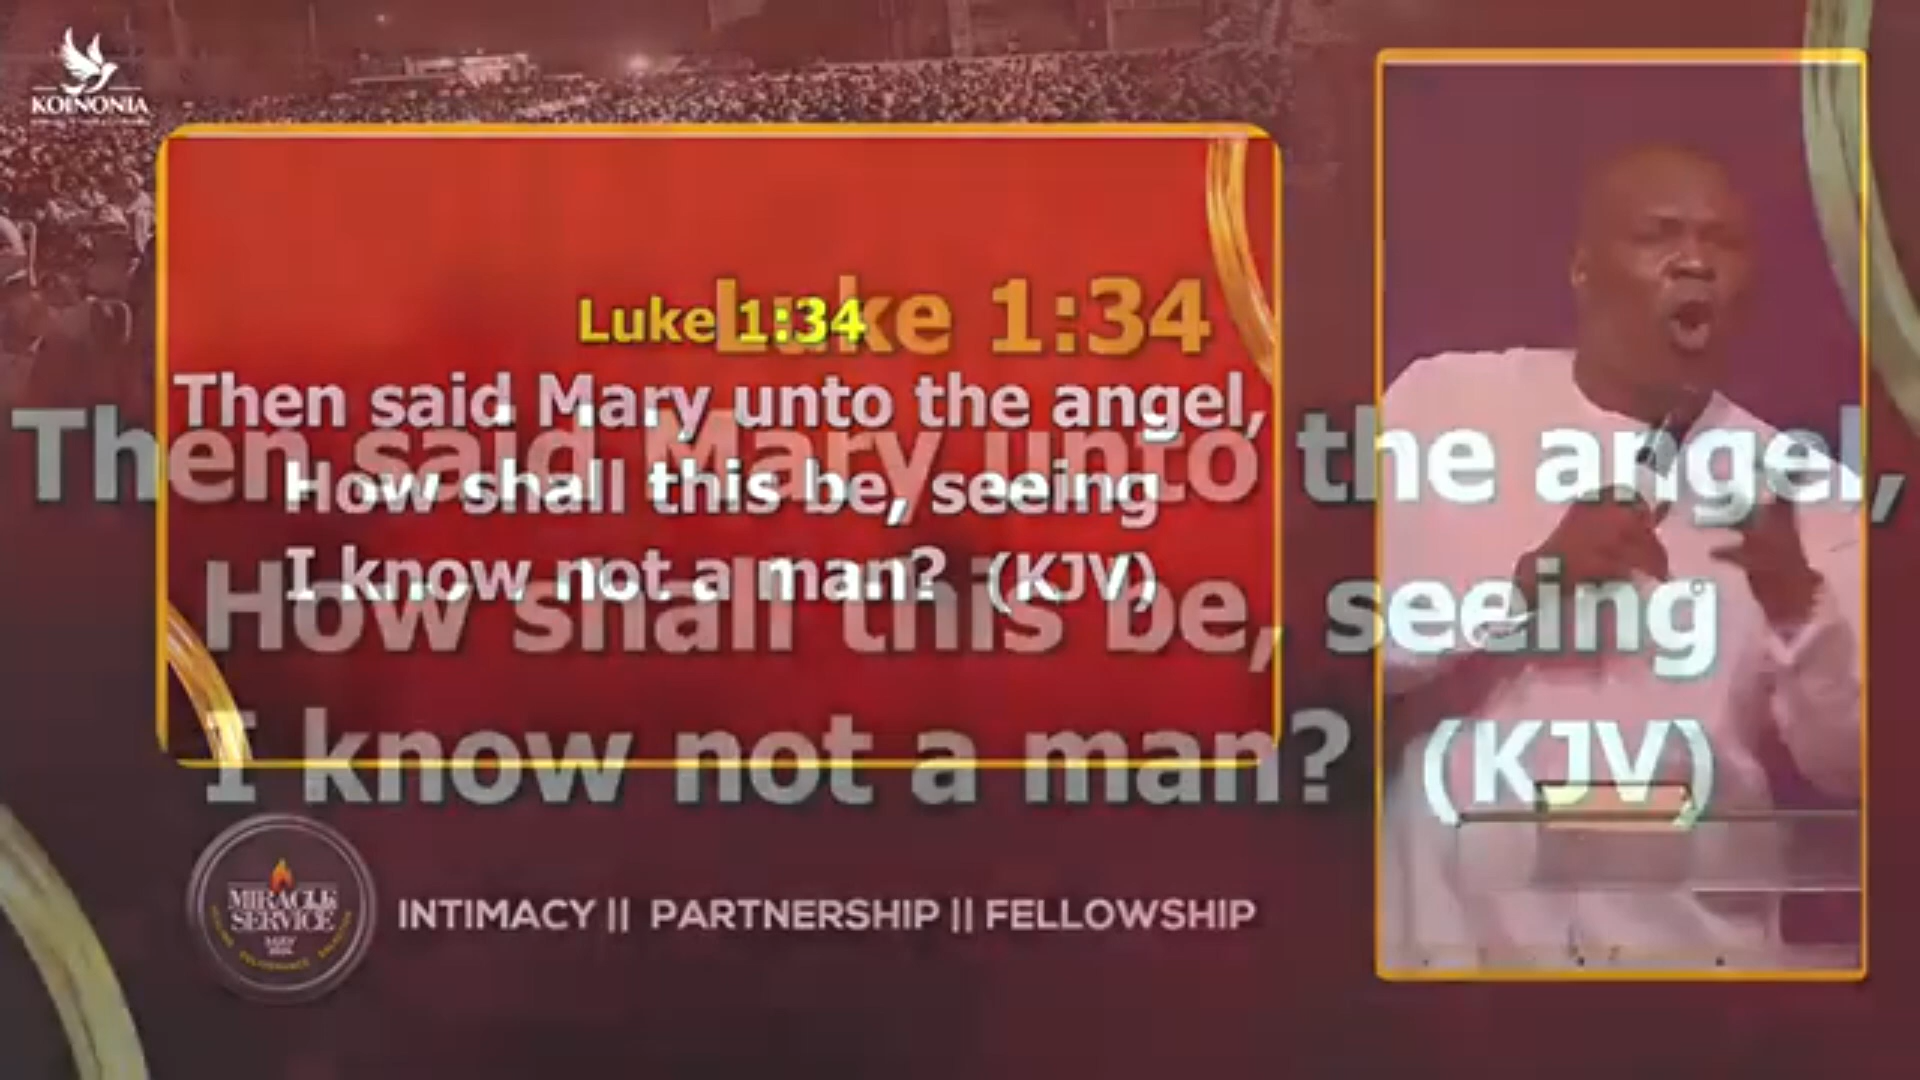 KOINONIA
Luke 1:34
Then said Mary unto the angel,
How shall this be, seeing
I know not a man? (KJV)
Luke 1:34
Then said Mary unto the angel,
How shall this be, seeing
I know not a man? (KJV)
MIRACLE
SERVICE
INTIMACY || PARTNERSHIP || FELLOWSHIP